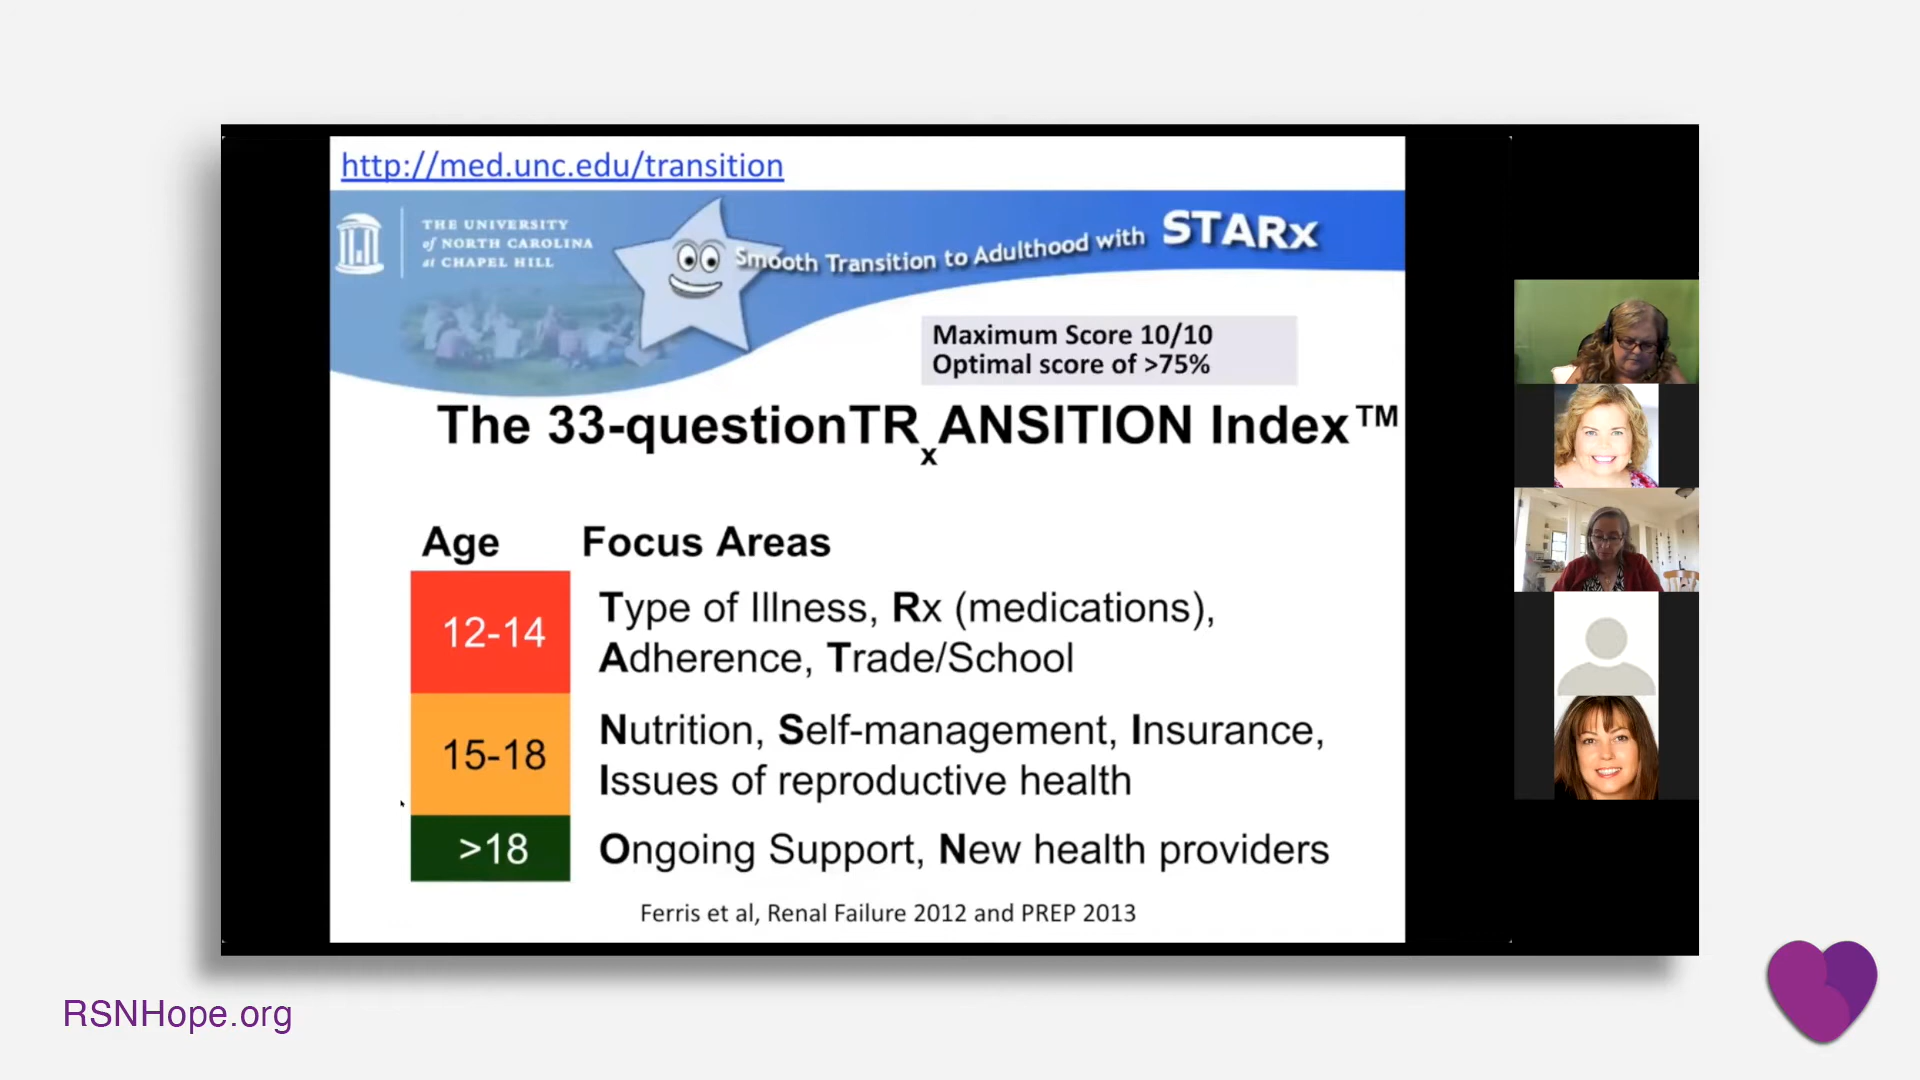 http://med.unc.edu/transition
THE UNIVERSITY
of NORTH CAROLINA
at CHAPEL HILL
Smooth Transition to Adulthood with STARx
Maximum Score 10/10
Optimal score of >75%
The 33-questionTRxANSITION Index™
Age Focus Areas
12-14
Type of Illness, Rx (medications),
Adherence, Trade/School
15-18
Nutrition, Self-management, Insurance,
Issues of reproductive health
>18
Ongoing Support, New health providers
Ferris et al, Renal Failure 2012 and PREP 2013
RSNHope.org